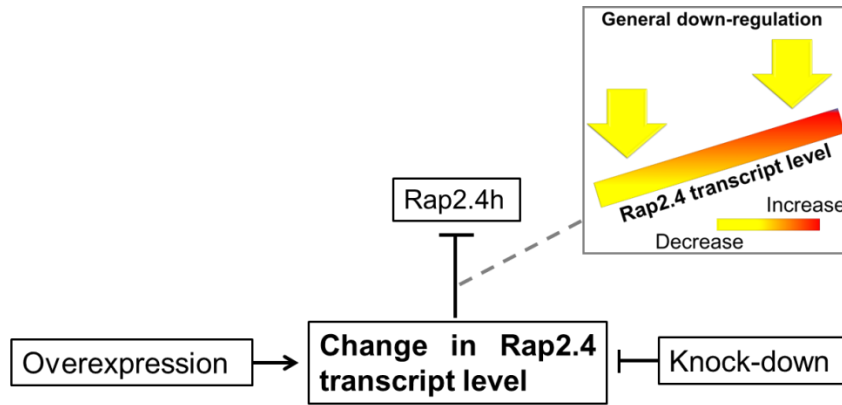 General down-regulation
Rap2.4 transcript level
Increase
Decrease
Rap2.4h
Overexpression
Change in Rap2.4
transcript level
Knock-down